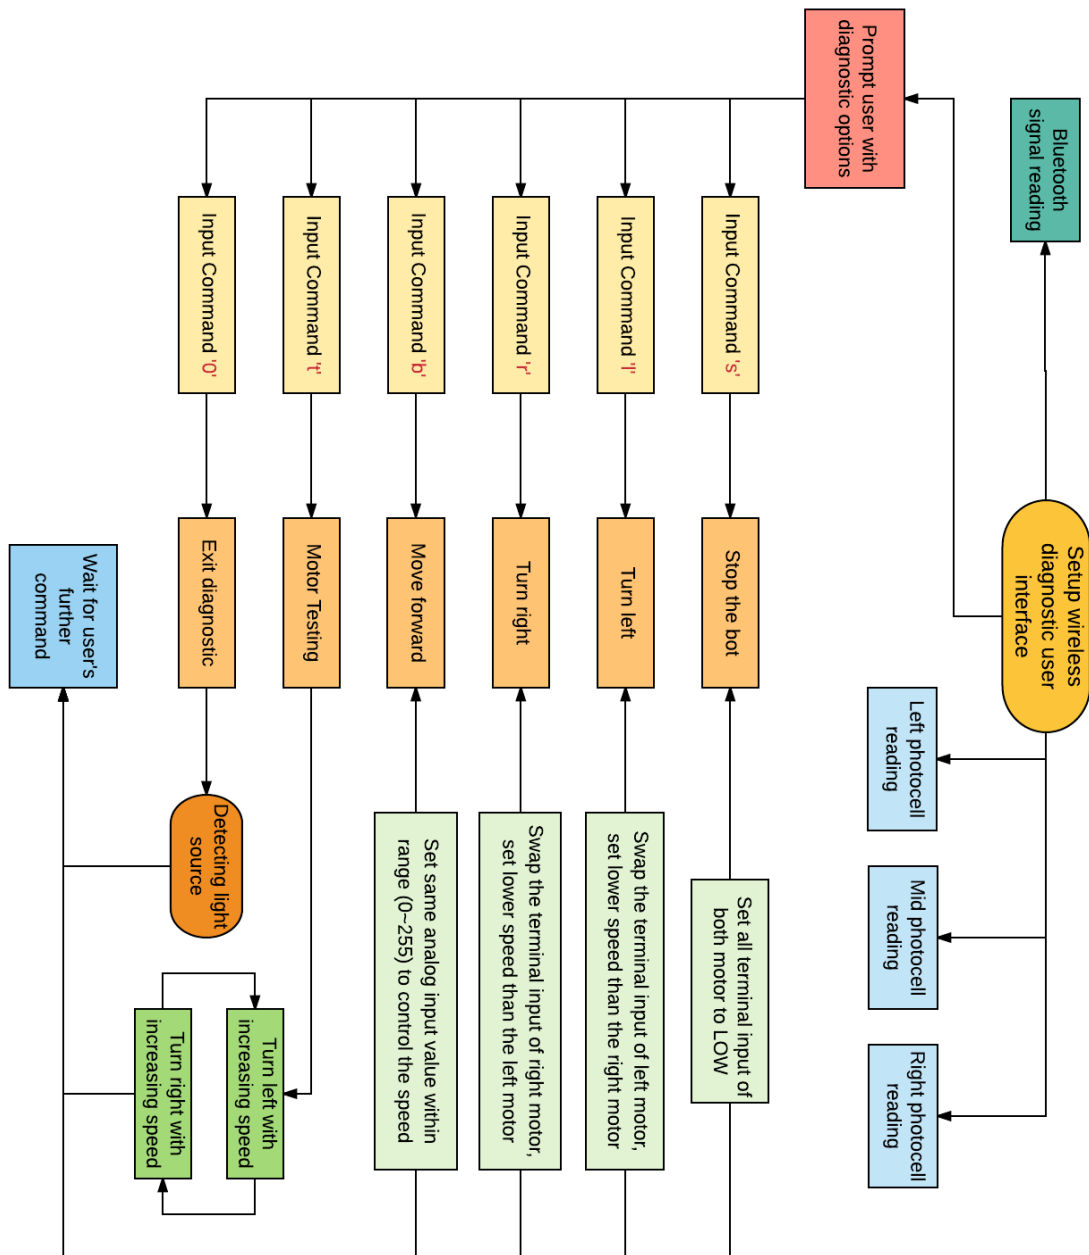 Setup wireless
diagnostic user
interface
Bluetooth
signal reading
Left photocell
reading
Mid photocell
reading
Right photocell
reading
Prompt user with
diagnostic options
Input Command 's'
Stop the bot
Set all terminal input of
both motor to LOW
Input Command 'l'
Turn left
Swap the terminal input of left motor,
set lower speed than the right motor
Input Command 'r'
Turn right
Swap the terminal input of right motor,
set lower speed than the left motor
Input Command 'b'
Move forward
Set same analog input value within
range (0~255) to control the speed
Input Command 't'
Motor Testing
Turn left with
increasing speed
Turn right with
increasing speed
Input Command '0'
Exit diagnostic
Detecting light
source
Wait for user's
further
command